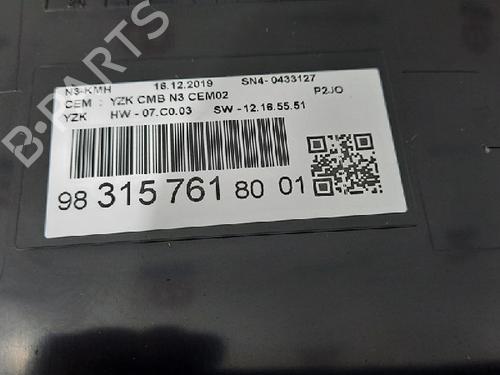 N3-KMH 16.12.2019 SN4- 0433127
CEM : YZK CMB N3 CEM02 P2JO
YZK HW - 07.C0.03 SW - 12.16.55.51
98 315 761 80 01
B-PARTS